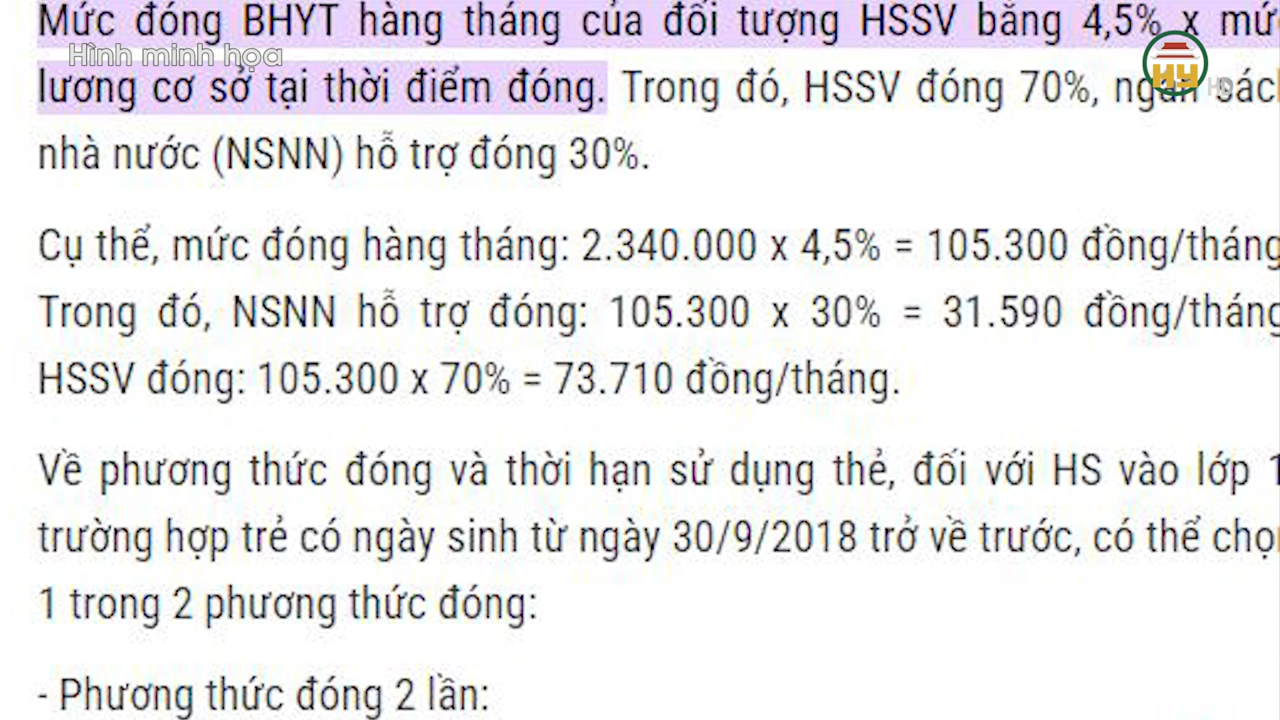 Mức đóng BHYT hàng tháng của đối tượng HSSV bằng 4,5% x
Hình minh họa
lương cơ sở tại thời điểm đóng. Trong đó, HSSV đóng 70%,
HY
HD
nhà nước (NSNN) hỗ trợ đóng 30%.
Cụ thể, mức đóng hàng tháng: 2.340.000 x 4,5% = 105.300 đồng/tháng
Trong đó, NSNN hỗ trợ đóng: 105.300 x 30% = 31.590 đồng/tháng
HSSV đóng: 105.300 x 70% = 73.710 đồng/tháng.
Về phương thức đóng và thời hạn sử dụng thẻ, đối với HS vào lớp 1
trường hợp trẻ có ngày sinh từ ngày 30/9/2018 trở về trước, có thể
1 trong 2 phương thức đóng:
- Phương thức đóng 2 lần: